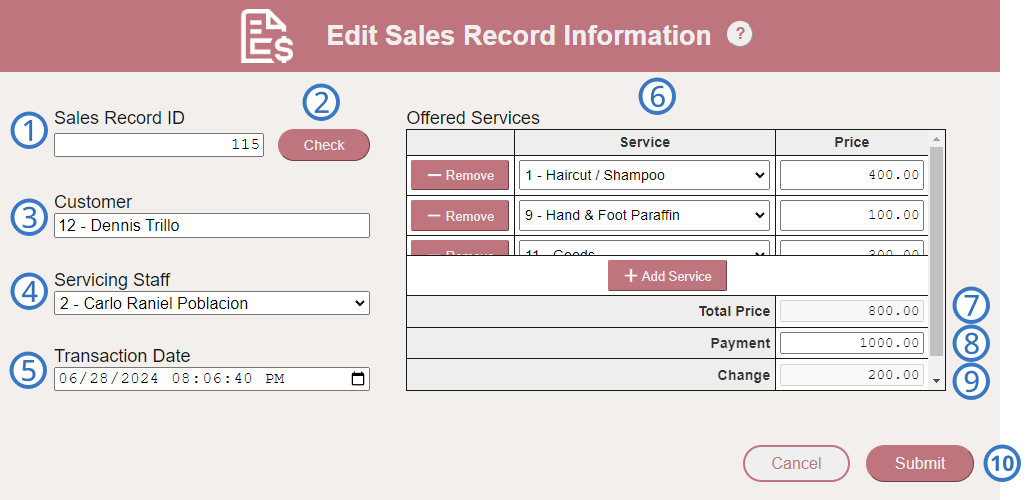 Edit Sales Record Information ?
1 Sales Record ID
115
2
Check
3 Customer
12 - Dennis Trillo
4 Servicing Staff
2 - Carlo Raniel Poblacion
5 Transaction Date
06/28/2024 08:06:40 PM
6
Offered Services
Service Price
Remove 1 - Haircut / Shampoo 400.00
Remove 9 - Hand & Foot Paraffin 100.00
Remove 11 - Goods 300.00
+ Add Service
Total Price 800.00 7
Payment 1000.00 8
Change 200.00 9
Cancel Submit 10